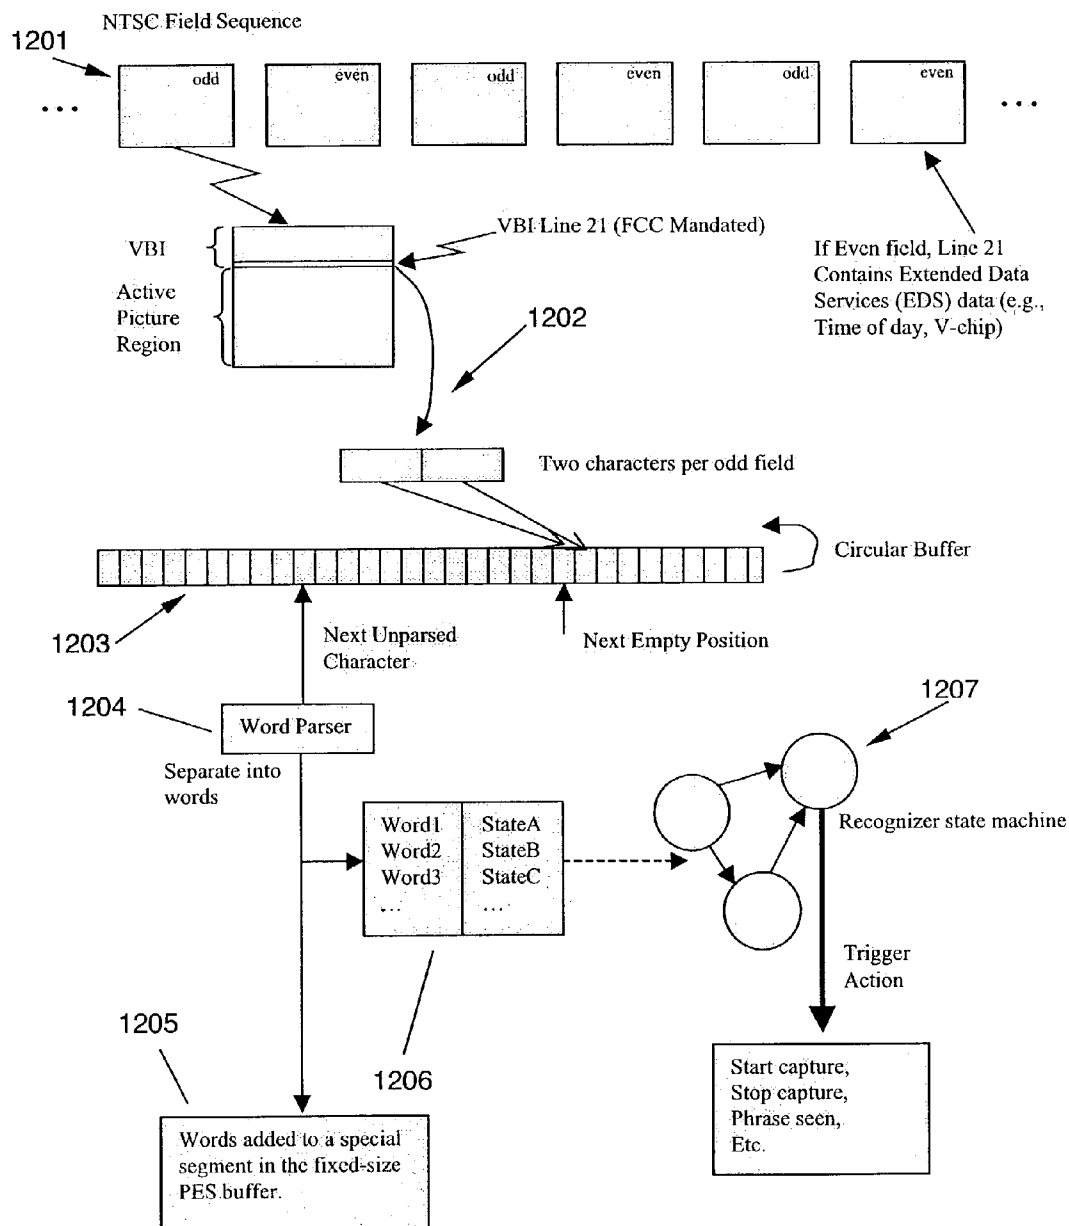 NTSC Field Sequence
1201
odd
even
odd
even
odd
even
...
...
VBI
VBI Line 21 (FCC Mandated)
Active
Picture
Region
If Even field, Line 21
Contains Extended Data
Services (EDS) data (e.g.,
Time of day, V-chip)
1202
Two characters per odd field
Circular Buffer
1203
Next Unparsed
Character
Next Empty Position
1204
Word Parser
Separate into
words
1207
Word1
Word2
Word3
...
StateA
StateB
StateC
...
Recognizer state machine
Trigger
Action
1205
1206
Words added to a special
segment in the fixed-size
PES buffer.
Start capture,
Stop capture,
Phrase seen,
Etc.